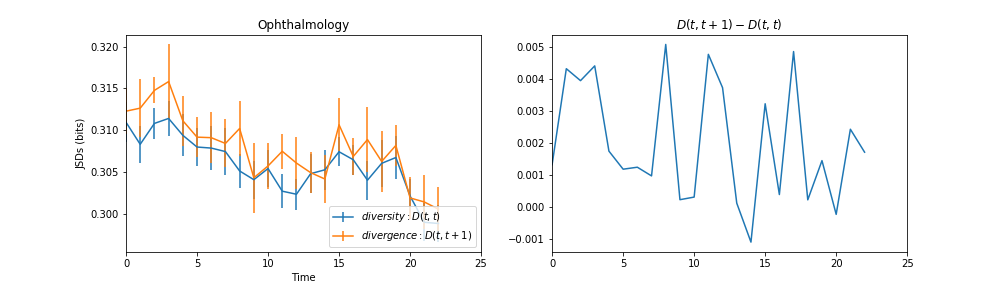 Ophthalmology
JSDs (bits)
0.320
0.315
0.310
0.305
0.300
diversity: D(t, t)
divergence: D(t, t + 1)
0 5 10 15 20 25
Time
D(t, t + 1) − D(t, t)
0.005
0.004
0.003
0.002
0.001
0.000
−0.001
0 5 10 15 20 25